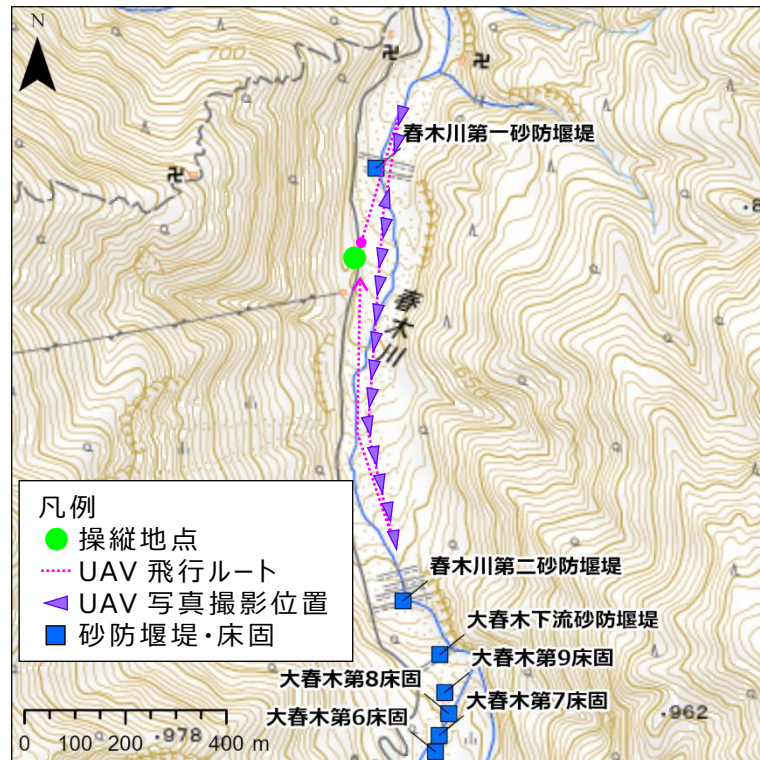 N
700
春木川第一砂防堰堤
春木川
650
凡例
操縦地点
UAV 飛行ルート
UAV 写真撮影位置
砂防堰堤・床固
春木川第二砂防堰堤
大春木下流砂防堰堤
大春木第9床固
大春木第8床固
大春木第7床固
大春木第6床固
・962
・978
0 100 200 400 m